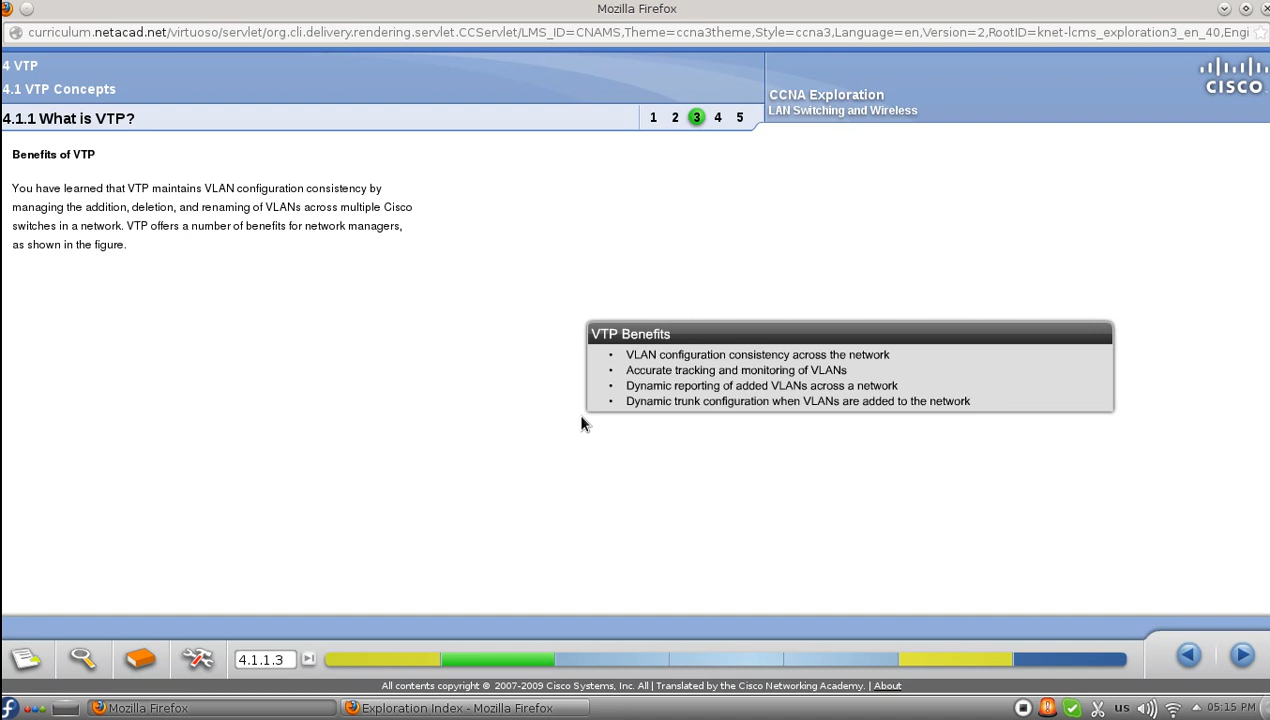 Mozilla Firefox
curriculum.netacad.net/virtuoso/servlet/org.cli.delivery.rendering.servlet.CCServlet/LMS_ID=CNAMS,Theme=ccna3theme,Style=ccna3,Language=en,Version=2,RootID=knet-lcms_exploration3_en_40,Engi
4 VTP
4.1 VTP Concepts
CCNA Exploration
LAN Switching and Wireless
CISCO
4.1.1 What is VTP?
1 2 3 4 5
Benefits of VTP
You have learned that VTP maintains VLAN configuration consistency by
managing the addition, deletion, and renaming of VLANs across multiple Cisco
switches in a network. VTP offers a number of benefits for network managers,
as shown in the figure.
VTP Benefits
• VLAN configuration consistency across the network
• Accurate tracking and monitoring of VLANs
• Dynamic reporting of added VLANs across a network
• Dynamic trunk configuration when VLANs are added to the network
4.1.1.3
All contents copyright © 2007-2009 Cisco Systems, Inc. All | Translated by the Cisco Networking Academy. | About
Mozilla Firefox
Exploration Index - Mozilla Firefox
us
05:15 PM